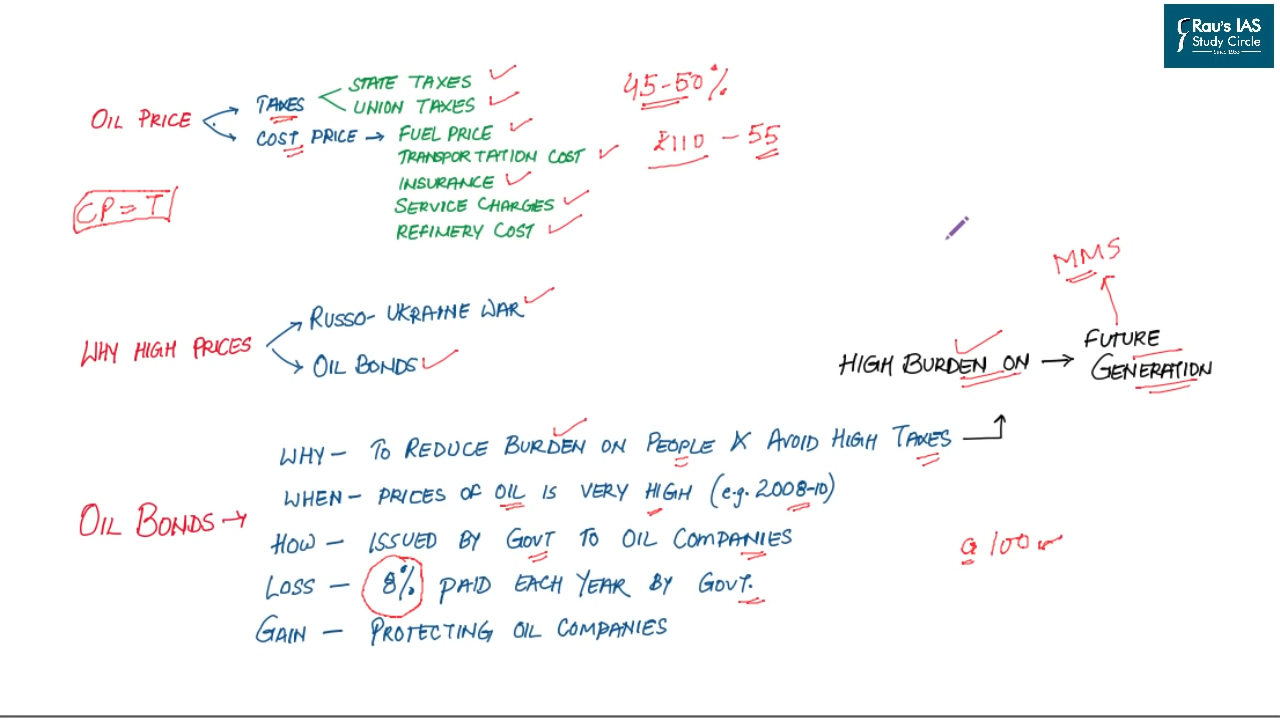 Rau's IAS
Study Circle
Since 1953
OIL PRICE
TAXES
STATE TAXES
UNION TAXES
45-50%
COST PRICE → FUEL PRICE
TRANSPORTATION COST
INSURANCE
SERVICE CHARGES
REFINERY COST
₹110 - 55
CP = T
WHY HIGH PRICES
RUSSO-UKRAINE WAR
OIL BONDS
MMS
HIGH BURDEN ON → FUTURE
GENERATION
OIL BONDS →
WHY - TO REDUCE BURDEN ON PEOPLE & AVOID HIGH TAXES
WHEN - PRICES OF OIL IS VERY HIGH (e.g. 2008-10)
HOW - ISSUED BY GOVT TO OIL COMPANIES
LOSS - 8% PAID EACH YEAR BY GOVT.
GAIN - PROTECTING OIL COMPANIES
G 100